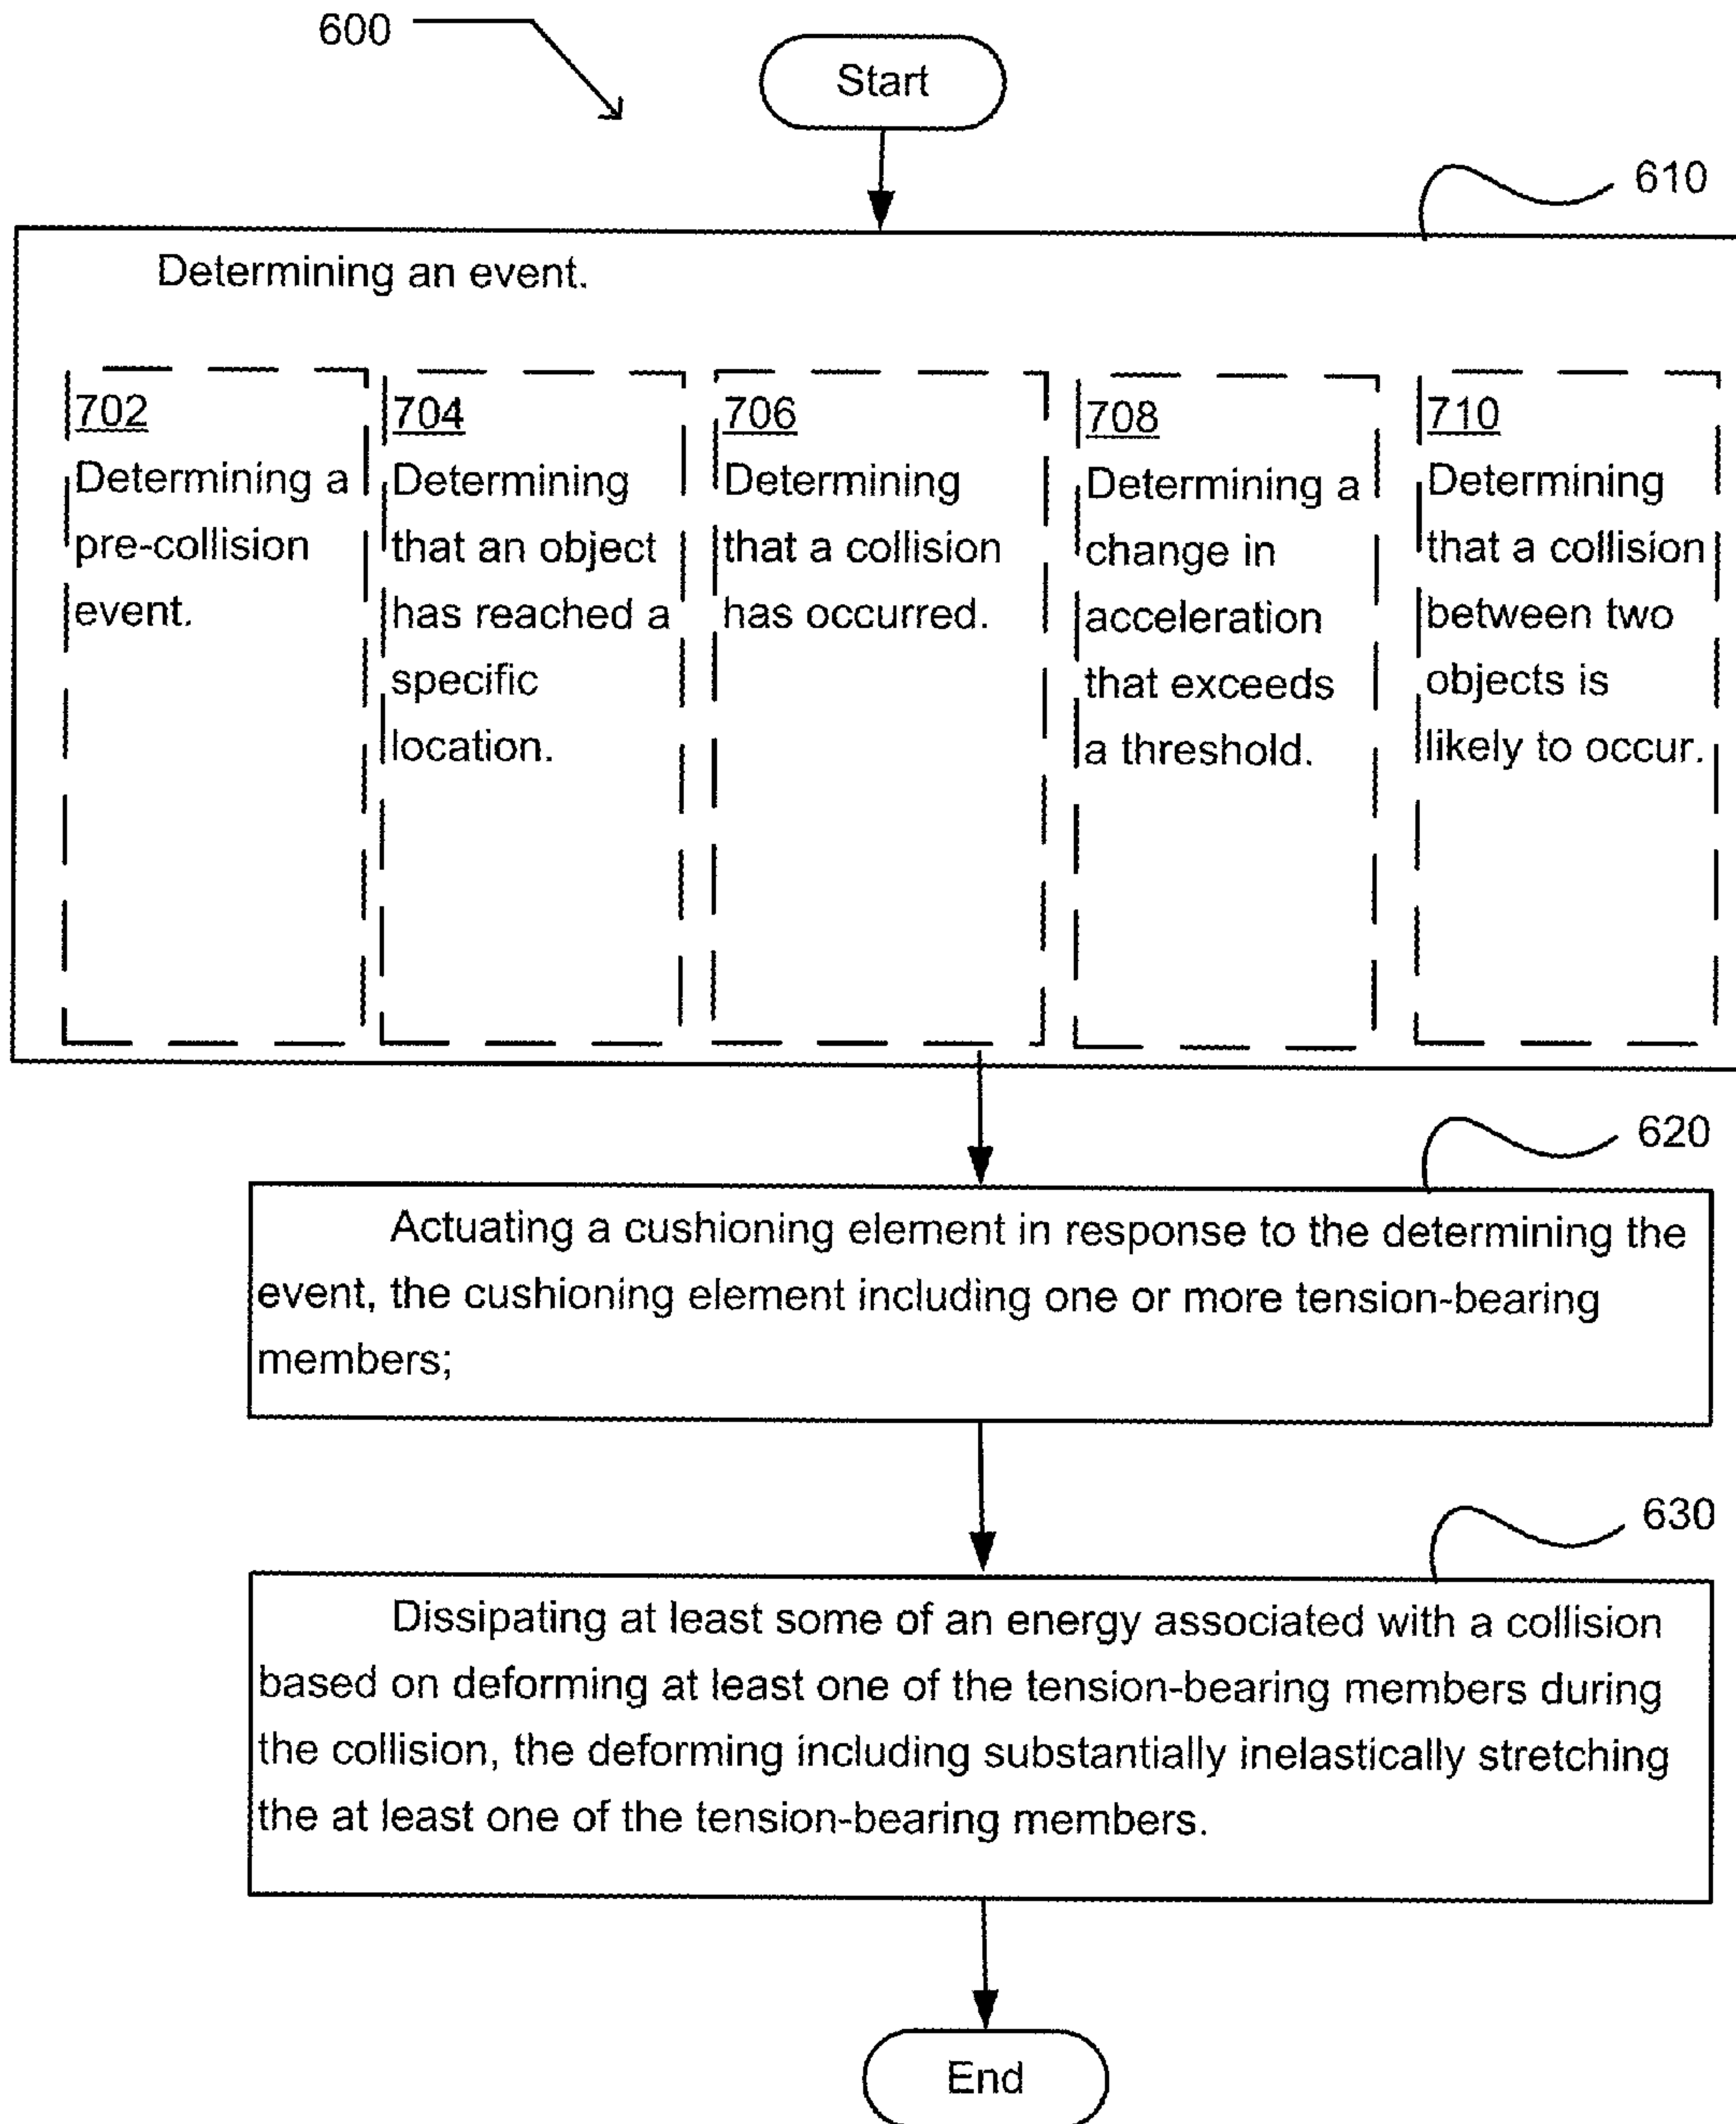 600
Start
610
Determining an event.
702
Determining a
pre-collision
event.
704
Determining
that an object
has reached a
specific
location.
706
Determining
that a collision
has occurred.
708
Determining a
change in
acceleration
that exceeds
a threshold.
710
Determining
that a collision
between two
objects is
likely to occur.
620
Actuating a cushioning element in response to the determining the
event, the cushioning element including one or more tension-bearing
members;
630
Dissipating at least some of an energy associated with a collision
based on deforming at least one of the tension-bearing members during
the collision, the deforming including substantially inelastically stretching
the at least one of the tension-bearing members.
End